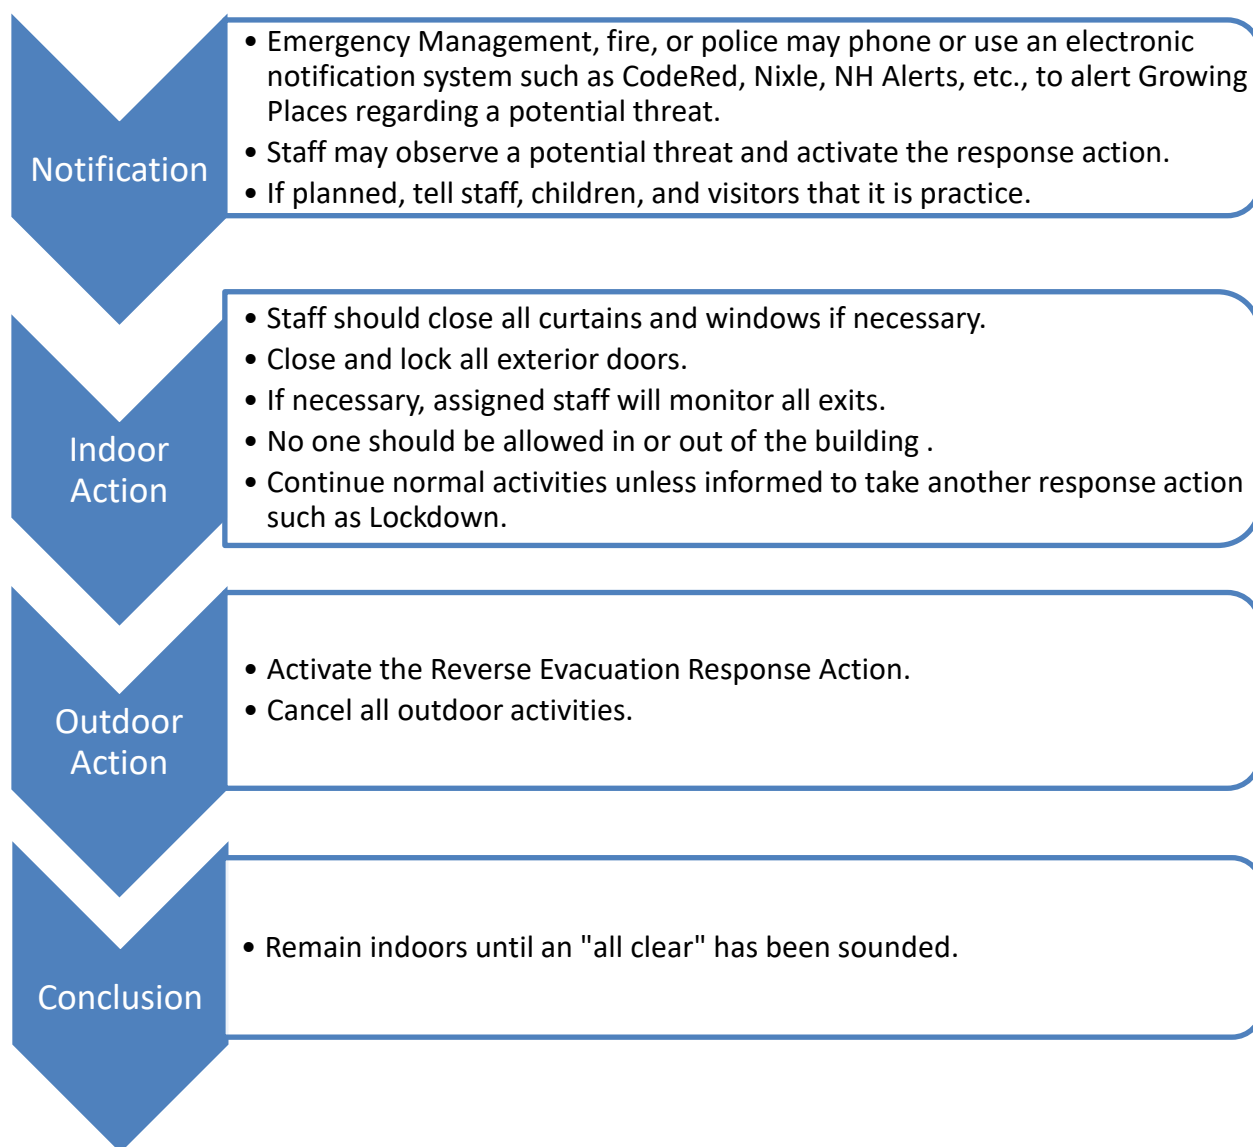 Notification
• Emergency Management, fire, or police may phone or use an electronic
notification system such as CodeRed, Nixle, NH Alerts, etc., to alert Growing
Places regarding a potential threat.
• Staff may observe a potential threat and activate the response action.
• If planned, tell staff, children, and visitors that it is practice.
Indoor
Action
• Staff should close all curtains and windows if necessary.
• Close and lock all exterior doors.
• If necessary, assigned staff will monitor all exits.
• No one should be allowed in or out of the building .
• Continue normal activities unless informed to take another response action
such as Lockdown.
Outdoor
Action
• Activate the Reverse Evacuation Response Action.
• Cancel all outdoor activities.
Conclusion
• Remain indoors until an "all clear" has been sounded.